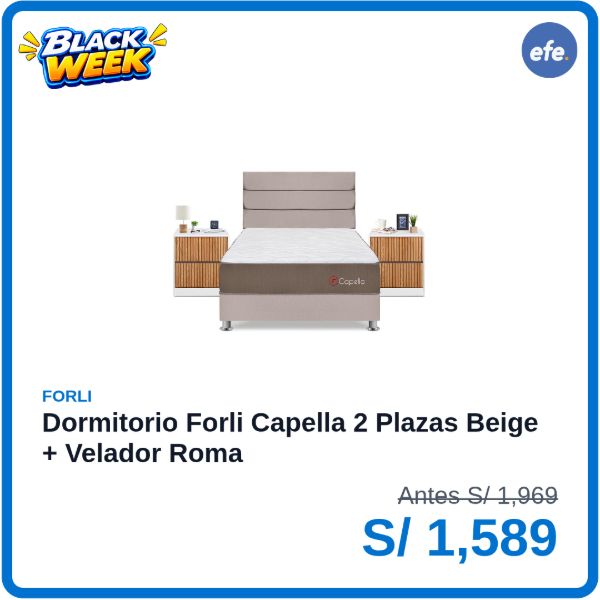 BLACK
WEEK
efe.
Capella
FORLI
Dormitorio Forli Capella 2 Plazas Beige
+ Velador Roma
Antes S/ 1,969
S/ 1,589